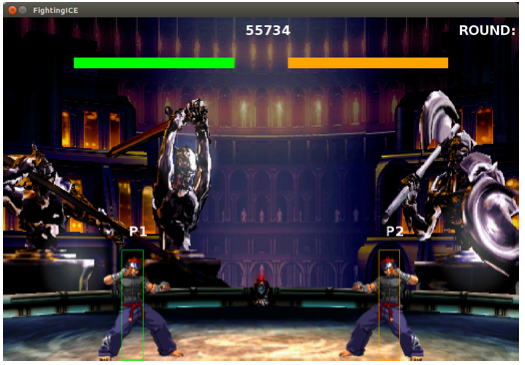 FightingICE
55734
ROUND:
P1
P2